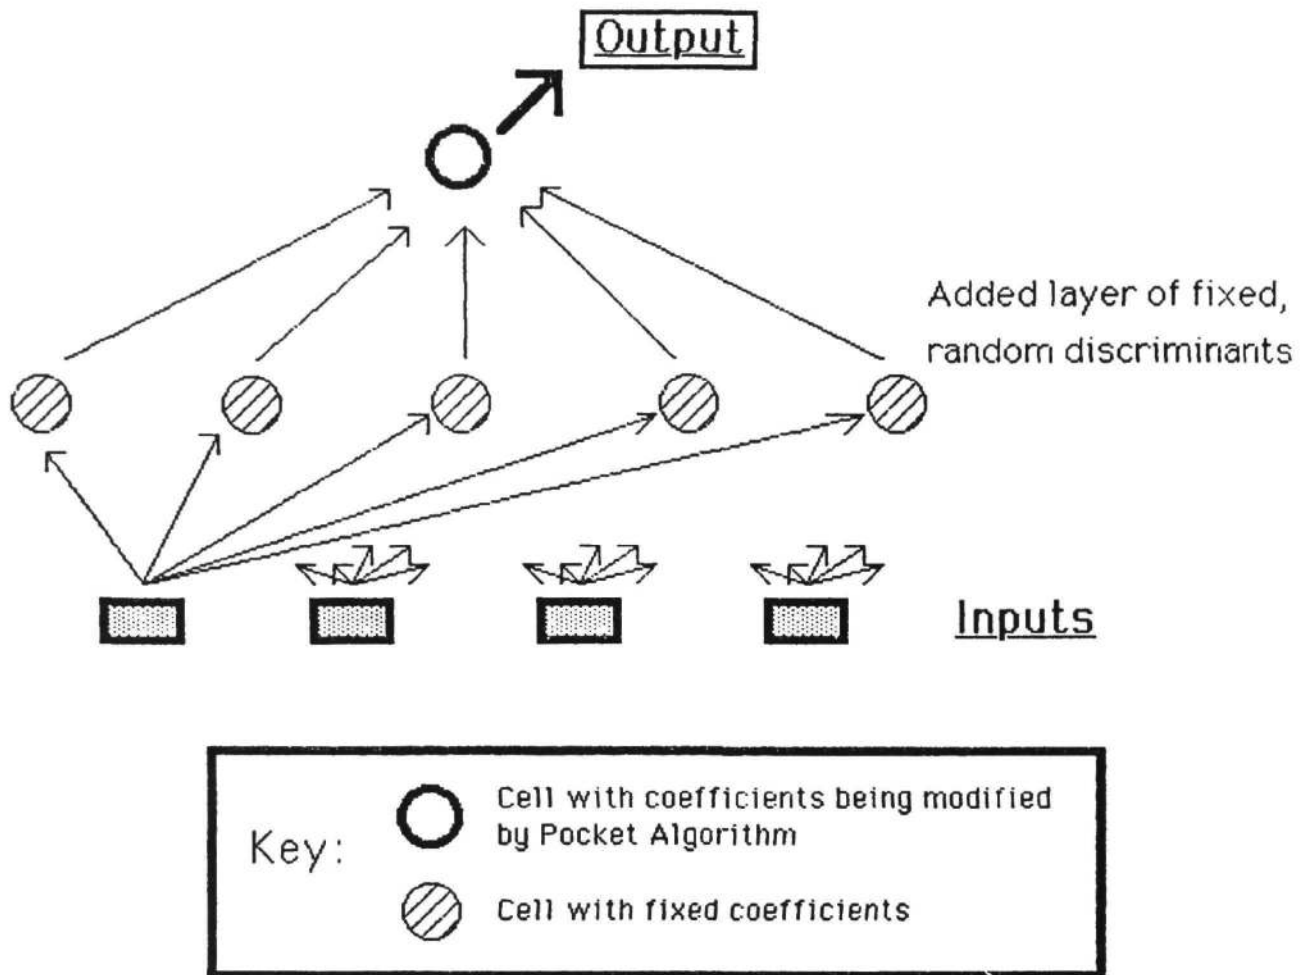 Output
Added layer of fixed,
random discriminants
Inputs
Key:
Cell with coefficients being modified
by Pocket Algorithm
Cell with fixed coefficients